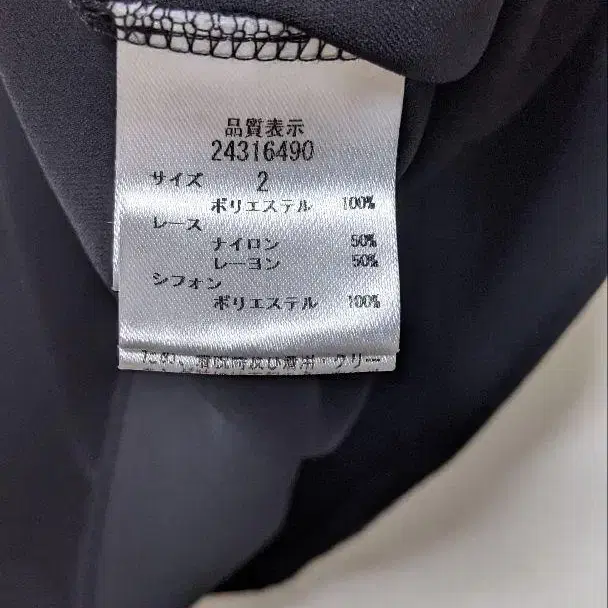 品質表示
24316490
サイズ 2
ポリエステル 100%
レース
ナイロン 50%
レーヨン 50%
シフォン
ポリエステル 100%